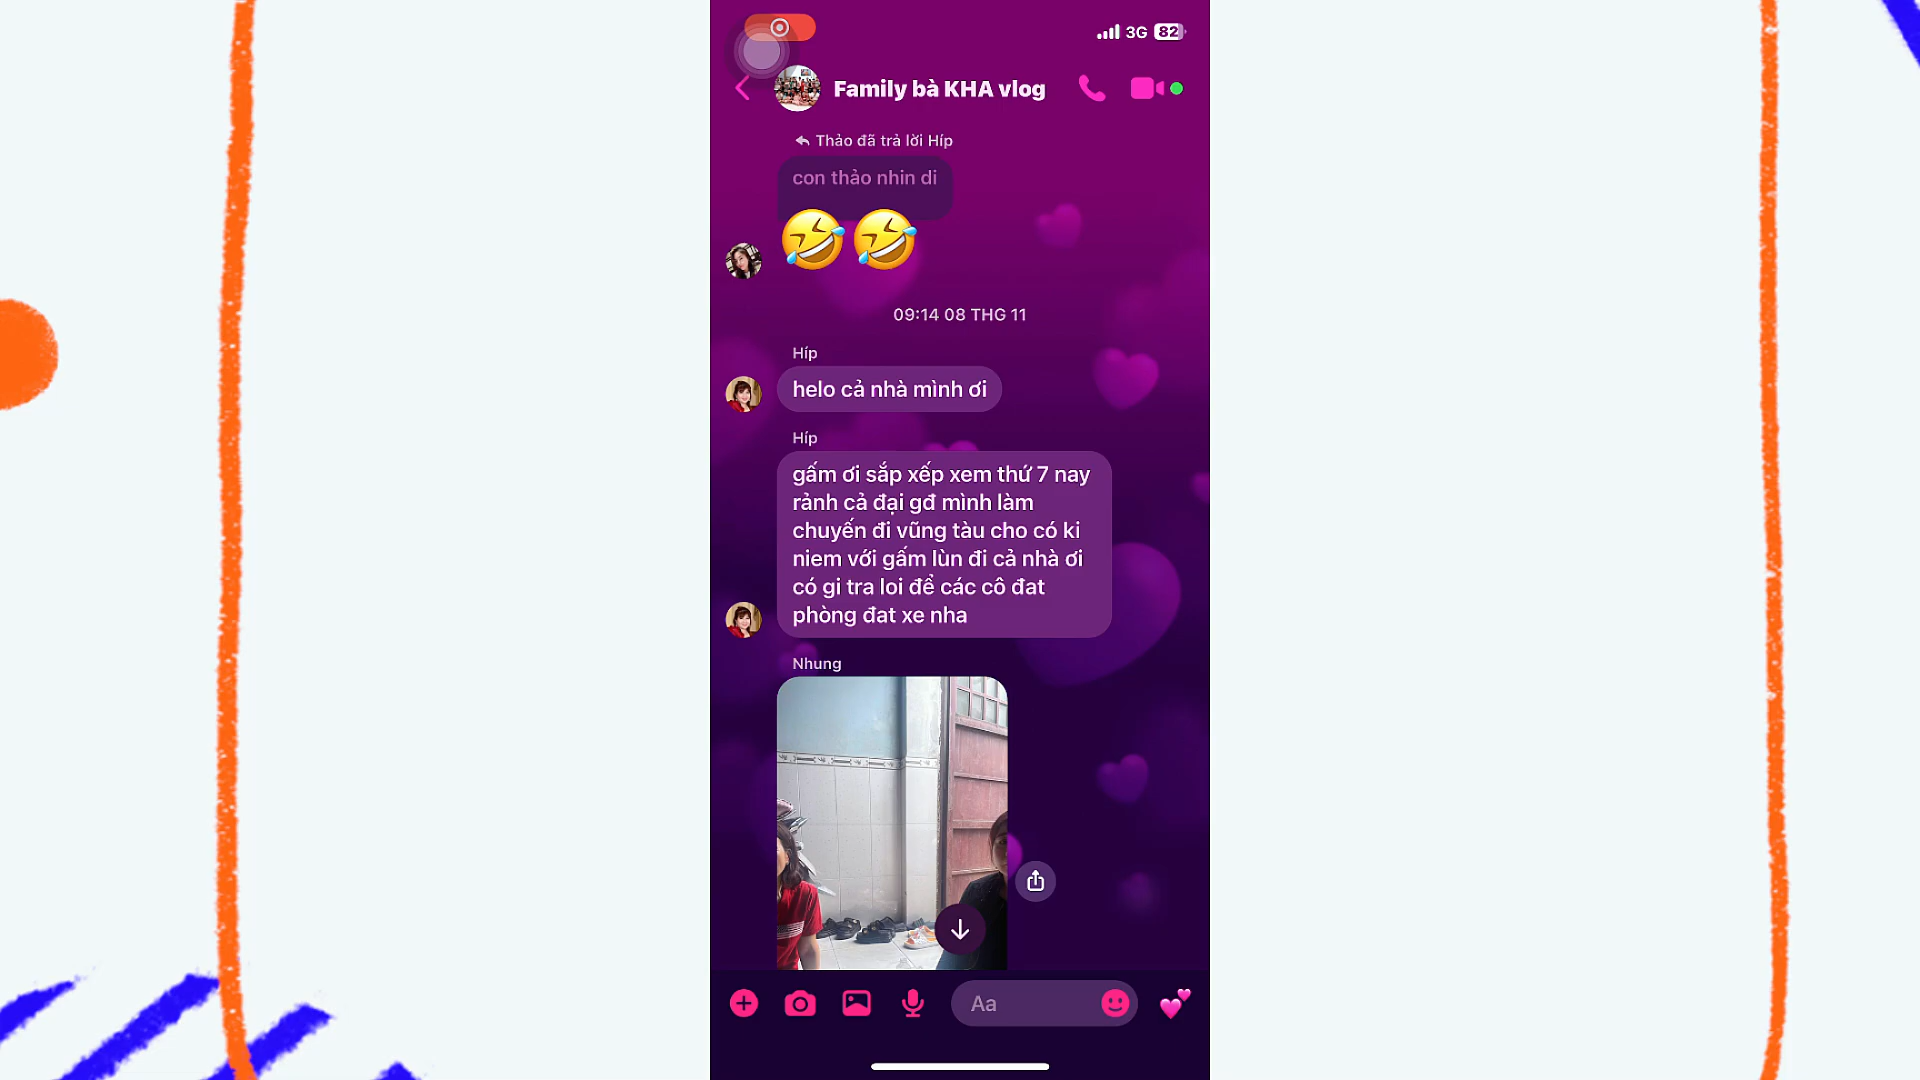 3G 82
Family bà KHA vlog
Thảo đã trả lời Híp
con thảo nhin di
🤣🤣
09:14 08 THG 11
Híp
helo cả nhà mình ơi
Híp
gấm ơi sắp xếp xem thứ 7 nay
rảnh cả đại gđ mình làm
chuyến đi vũng tàu cho có ki
niem với gấm lùn đi cả nhà ơi
có gi tra loi để các cô đat
phòng đat xe nha
Nhung
Aa